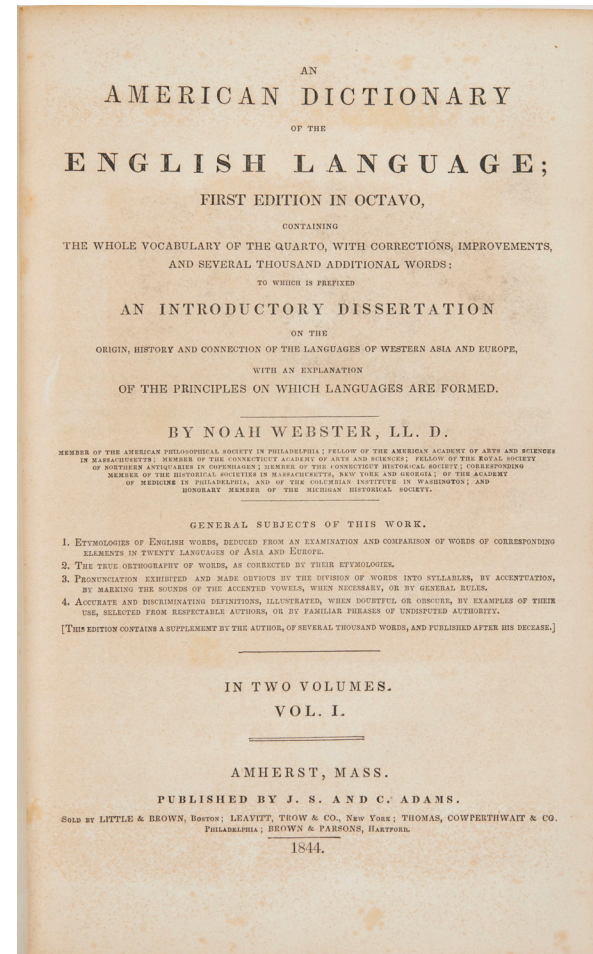 AN
AMERICAN DICTIONARY
OF THE
ENGLISH LANGUAGE;
FIRST EDITION IN OCTAVO,
CONTAINING
THE WHOLE VOCABULARY OF THE QUARTO, WITH CORRECTIONS, IMPROVEMENTS,
AND SEVERAL THOUSAND ADDITIONAL WORDS:
TO WHICH IS PREFIXED
AN INTRODUCTORY DISSERTATION
ON THE
ORIGIN, HISTORY AND CONNECTION OF THE LANGUAGES OF WESTERN ASIA AND EUROPE,
WITH AN EXPLANATION
OF THE PRINCIPLES ON WHICH LANGUAGES ARE FORMED.
BY NOAH WEBSTER, LL. D.
MEMBER OF THE AMERICAN PHILOSOPHICAL SOCIETY IN PHILADELPHIA; FELLOW OF THE AMERICAN ACADEMY OF ARTS AND SCIENCES
IN MASSACHUSETTS; MEMBER OF THE CONNECTICUT ACADEMY OF ARTS AND SCIENCES; FELLOW OF THE ROYAL SOCIETY
OF NORTHERN ANTIQUARIES IN COPENHAGEN; MEMBER OF THE CONNECTICUT HISTORICAL SOCIETY; CORRESPONDING
MEMBER OF THE HISTORICAL SOCIETIES IN MASSACHUSETTS, NEW YORK AND GEORGIA; OF THE ACADEMY
OF MEDICINE IN PHILADELPHIA, AND OF THE COLUMBIAN INSTITUTE IN WASHINGTON; AND
HONORARY MEMBER OF THE MICHIGAN HISTORICAL SOCIETY.
GENERAL SUBJECTS OF THIS WORK.
1. ETYMOLOGIES OF ENGLISH WORDS, DEDUCED FROM AN EXAMINATION AND COMPARISON OF WORDS OF CORRESPONDING
ELEMENTS IN TWENTY LANGUAGES OF ASIA AND EUROPE.
2. THE TRUE ORTHOGRAPHY OF WORDS, AS CORRECTED BY THEIR ETYMOLOGIES.
3. PRONUNCIATION EXHIBITED AND MADE OBVIOUS BY THE DIVISION OF WORDS INTO SYLLABLES, BY ACCENTUATION,
BY MARKING THE SOUNDS OF THE ACCENTED VOWELS, WHEN NECESSARY, OR BY GENERAL RULES.
4. ACCURATE AND DISCRIMINATING DEFINITIONS, ILLUSTRATED, WHEN DOUBTFUL OR OBSCURE, BY EXAMPLES OF THEIR
USE, SELECTED FROM RESPECTABLE AUTHORS, OR BY FAMILIAR PHRASES OF UNDISPUTED AUTHORITY.
[THIS EDITION CONTAINS A SUPPLEMEMT BY THE AUTHOR, OF SEVERAL THOUSAND WORDS, AND PUBLISHED AFTER HIS DECEASE.]
IN TWO VOLUMES.
VOL. I.
AMHERST, MASS.
PUBLISHED BY J. S. AND C. ADAMS.
SOLD BY LITTLE & BROWN, BOSTON; LEAVITT, TROW & CO., NEW YORK; THOMAS, COWPERTHWAIT & CO.
PHILADELPHIA; BROWN & PARSONS, HARTFORD.
1844.